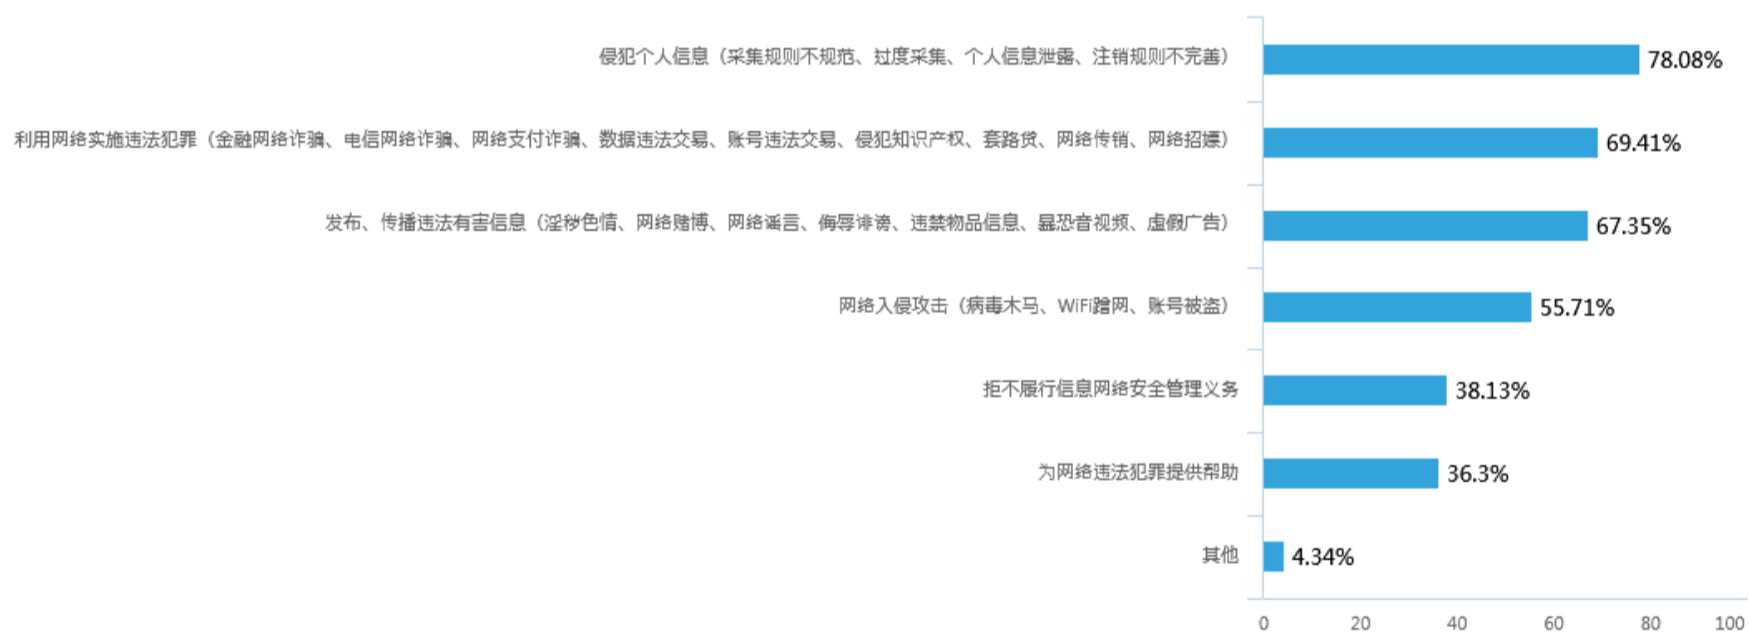 侵犯个人信息（采集规则不规范、过度采集、个人信息泄露、注销规则不完善）
78.08%
利用网络实施违法犯罪（金融网络诈骗、电信网络诈骗、网络支付诈骗、数据违法交易、账号违法交易、侵犯知识产权、套路贷、网络传销、网络招嫖）
69.41%
发布、传播违法有害信息（淫秽色情、网络赌博、网络谣言、侮辱诽谤、违禁物品信息、暴恐音视频、虚假广告）
67.35%
网络入侵攻击（病毒木马、WiFi蹭网、账号被盗）
55.71%
拒不履行信息网络安全管理义务
38.13%
为网络违法犯罪提供帮助
36.3%
其他
4.34%
0 20 40 60 80 100